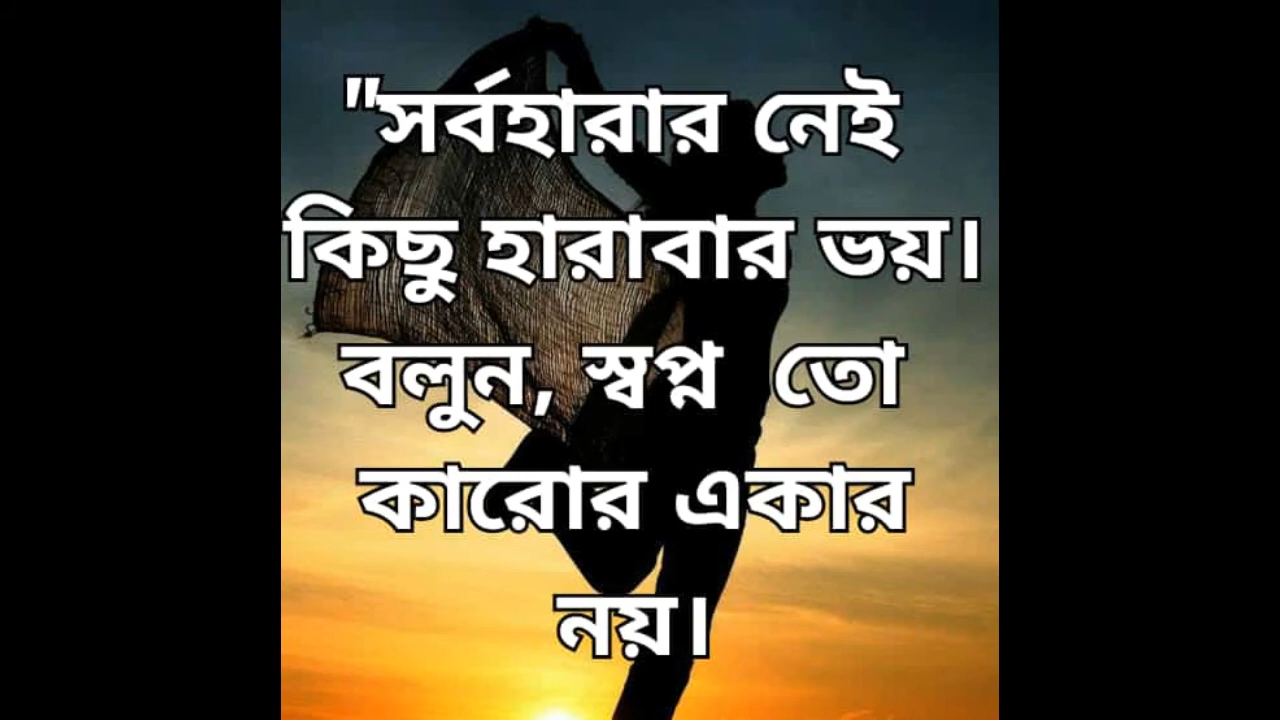 "সর্বহারার নেই
কিছু হারাবার ভয়।
বলুন, স্বপ্ন তো
কারোর একার
নয়।